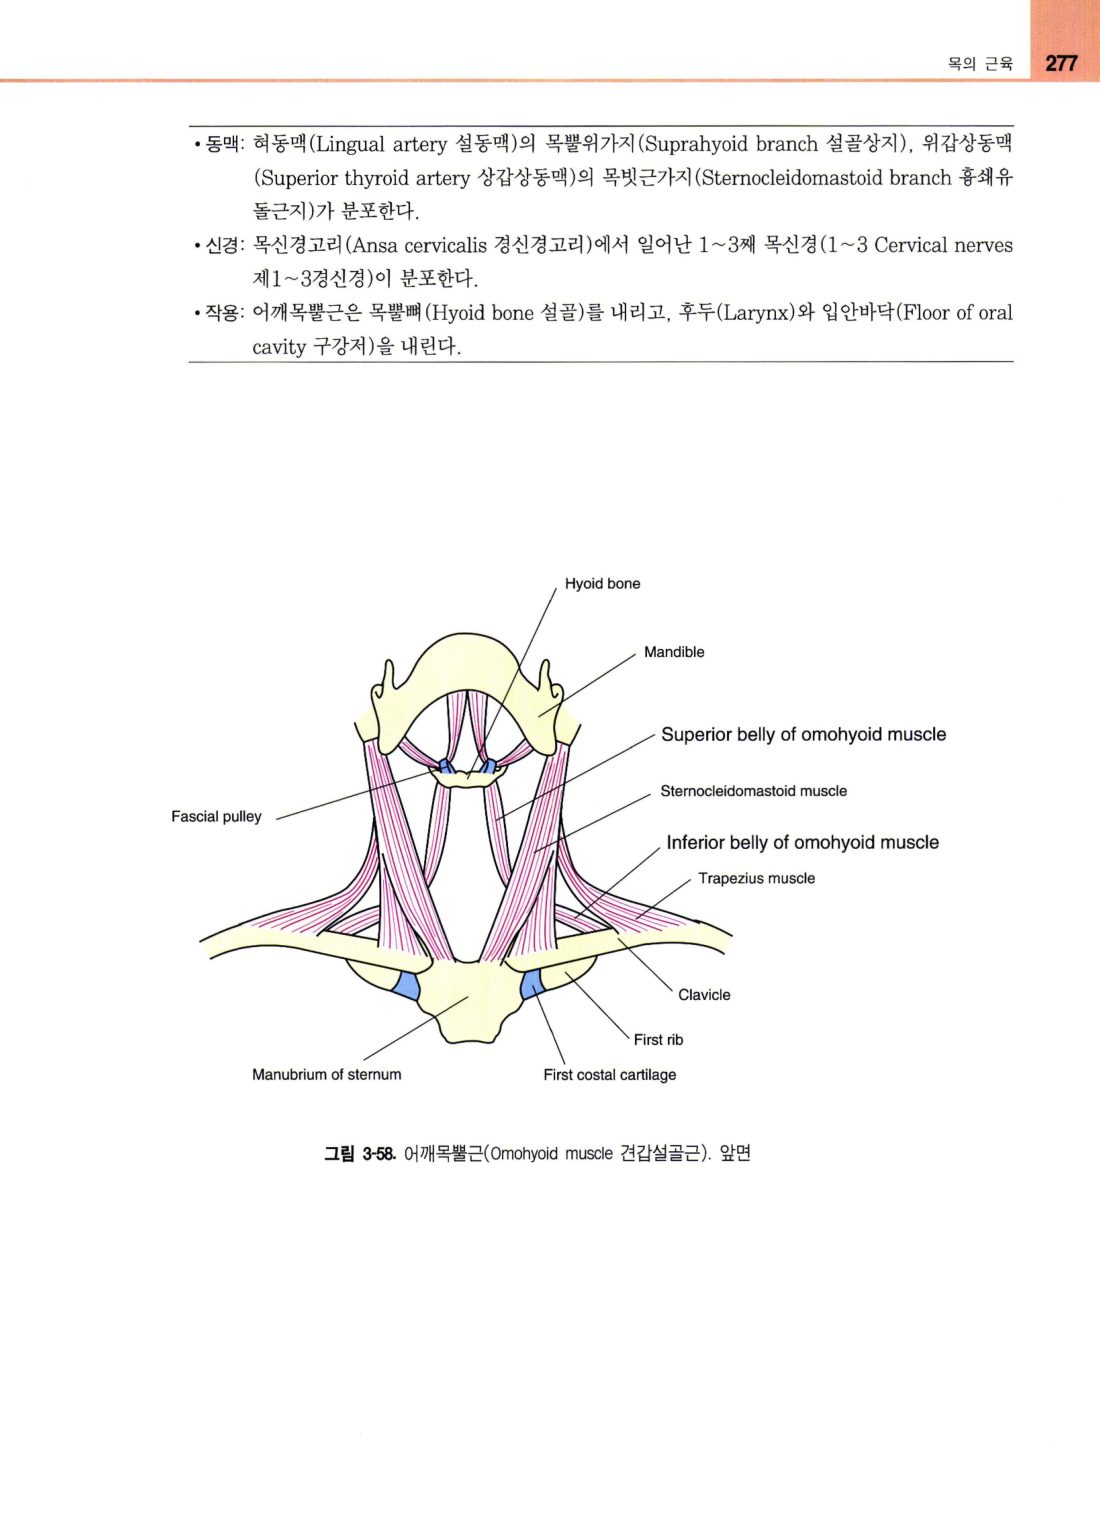 목의 근육 277
• 동맥: 혀동맥(Lingual artery 설동맥)의 목뿔위가지(Suprahyoid branch 설골상지), 위갑상동맥
(Superior thyroid artery 상갑상동맥)의 목빗근가지(Sternocleidomastoid branch 흉쇄유
돌근지)가 분포한다.
• 신경: 목신경고리(Ansa cervicalis 경신경고리)에서 일어난 1~3째 목신경(1~3 Cervical nerves
제1~3경신경)이 분포한다.
• 작용: 어깨목뿔근은 목뿔뼈(Hyoid bone 설골)를 내리고, 후두(Larynx)와 입안바닥(Floor of oral
cavity 구강저)을 내린다.
Hyoid bone
Mandible
Superior belly of omohyoid muscle
Sternocleidomastoid muscle
Fascial pulley
Inferior belly of omohyoid muscle
Trapezius muscle
Clavicle
First rib
Manubrium of sternum
First costal cartilage
그림 3-58. 어깨목뿔근(Omohyoid muscle 견갑설골근). 앞면